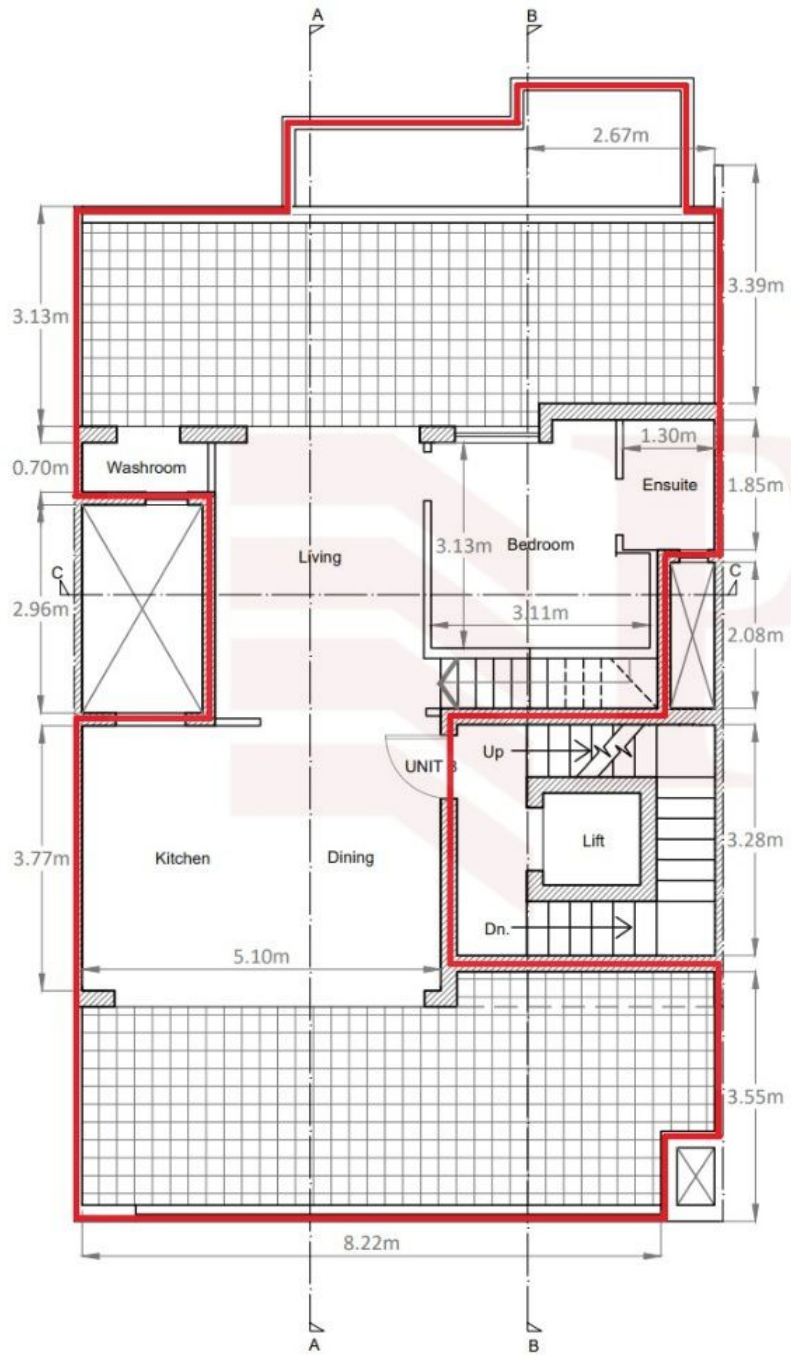 A
B
2.67m
3.13m
3.39m
0.70m
Washroom
1.30m
Ensuite
1.85m
Living
3.13m
Bedroom
C
C
2.96m
3.11m
2.08m
Up
UNIT
3.77m
Kitchen
Dining
Lift
3.28m
Dn.
5.10m
3.55m
8.22m
A
B